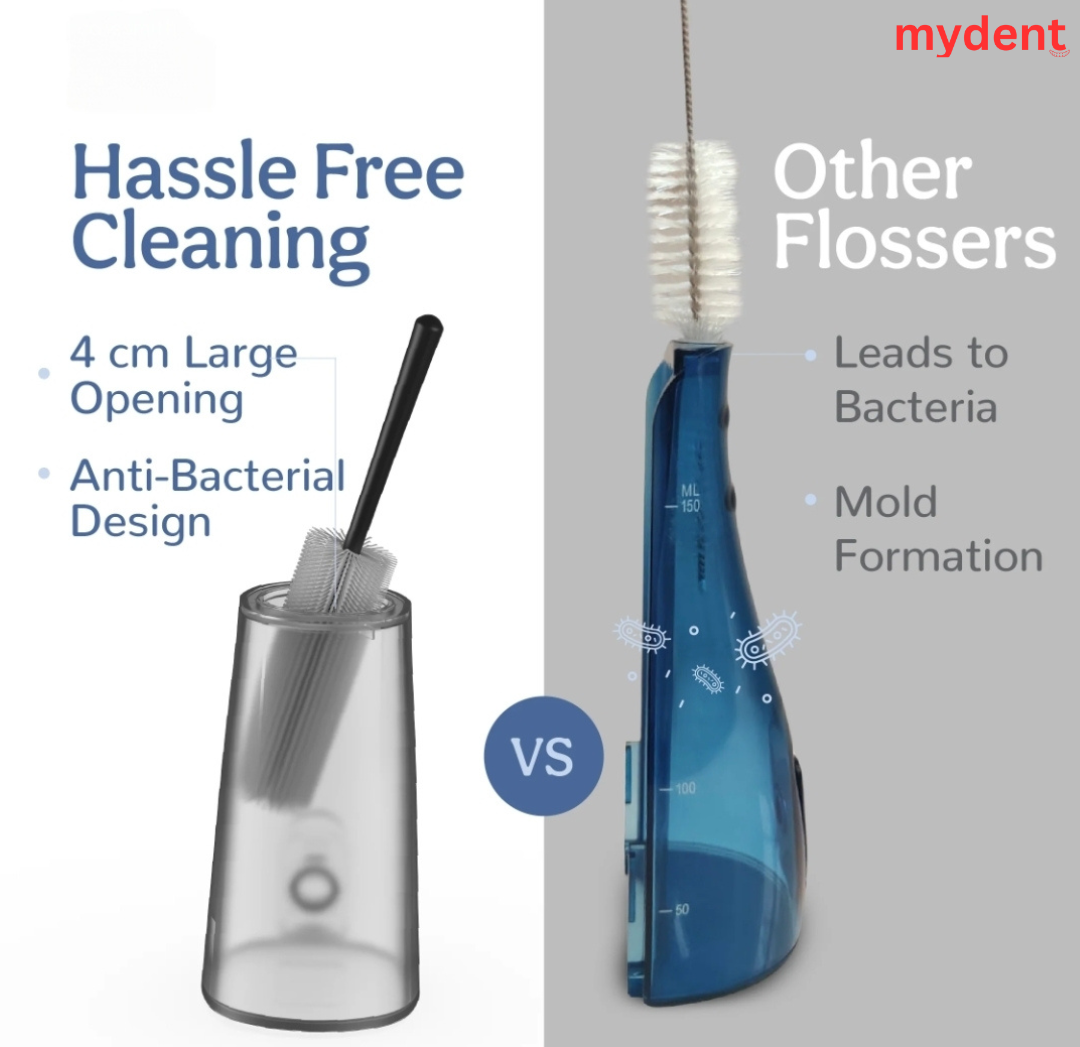 mydent
Hassle Free
Cleaning
4 cm Large
Opening
Anti-Bacterial
Design
VS
Other
Flossers
Leads to
Bacteria
Mold
Formation
ML
150
100
50